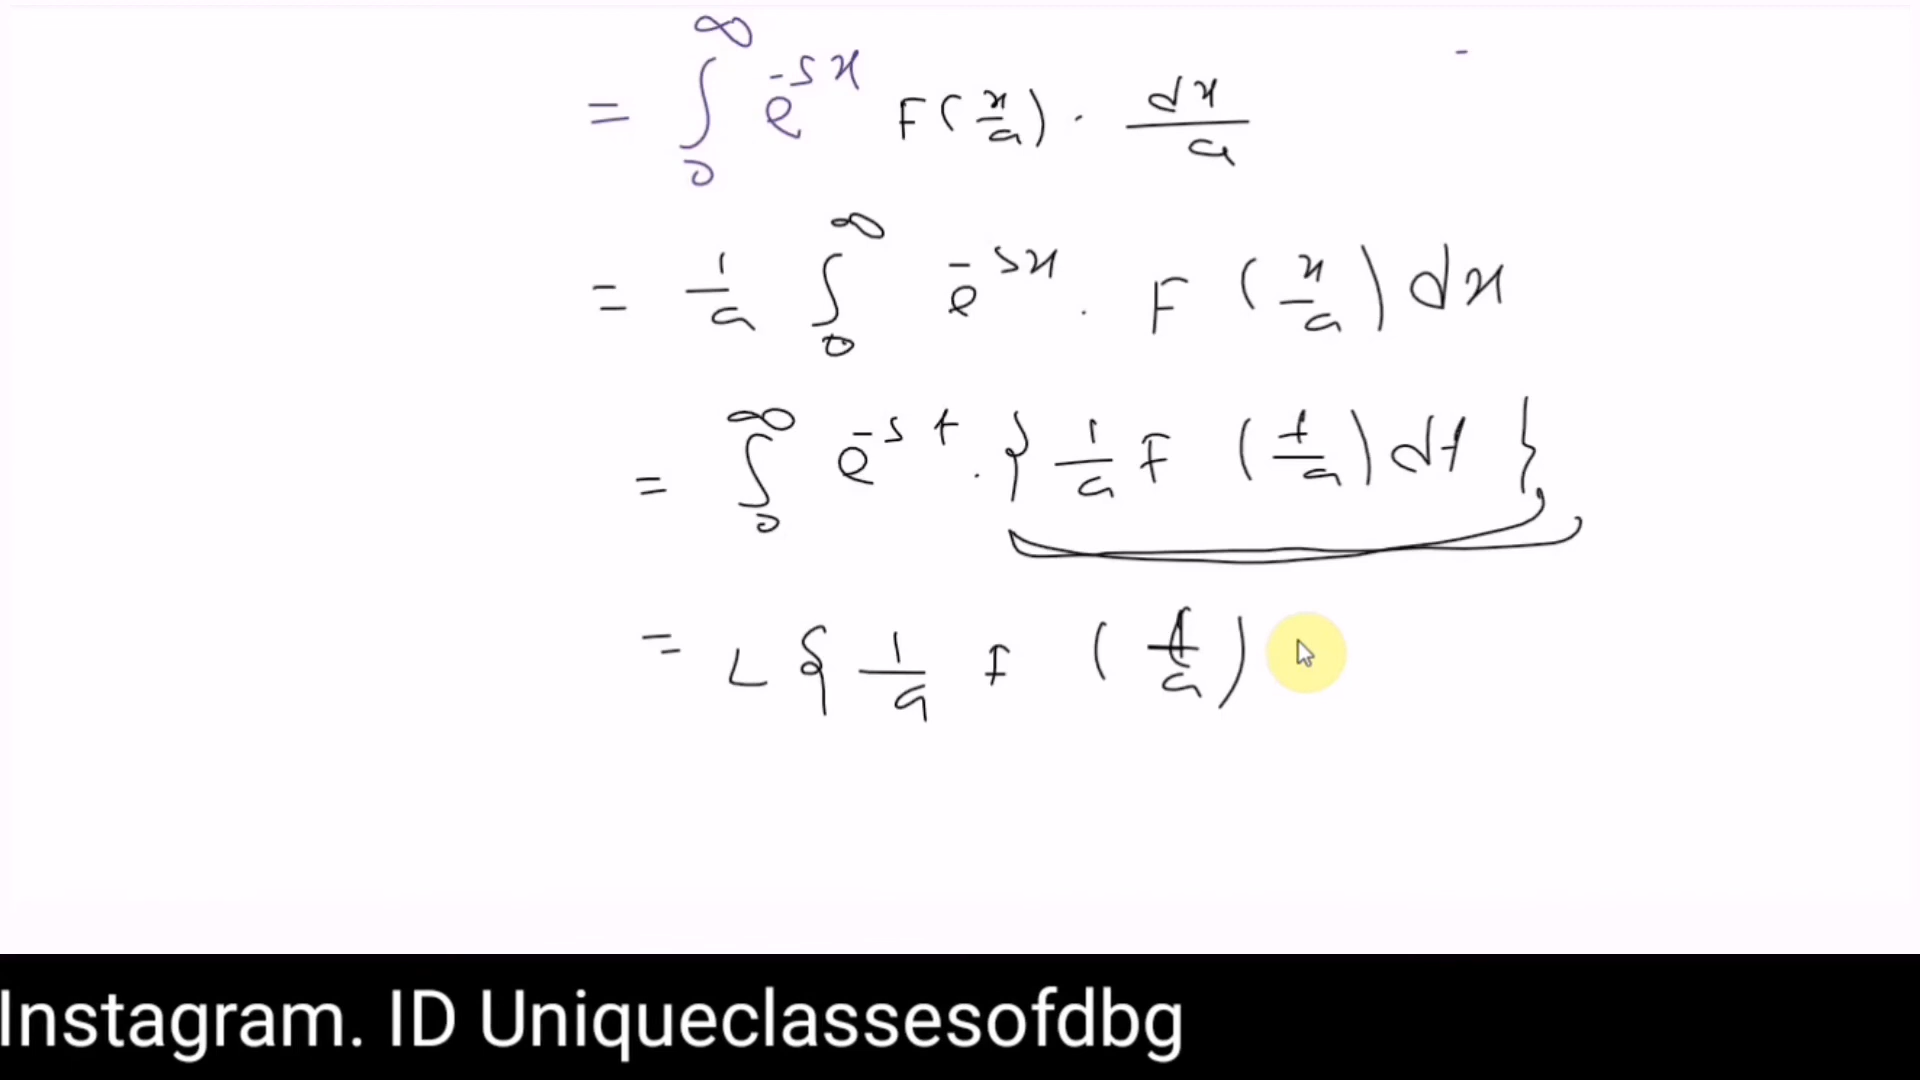 = ∫₀^∞ e^{-sx} F(x/a) · dx/a
= 1/a ∫₀^∞ e^{-sx} . F (x/a) dx
= ∫₀^∞ e^{-st} . { 1/a F (t/a) dt }
= L { 1/a F (t/a)
Instagram. ID Uniqueclassesofdbg